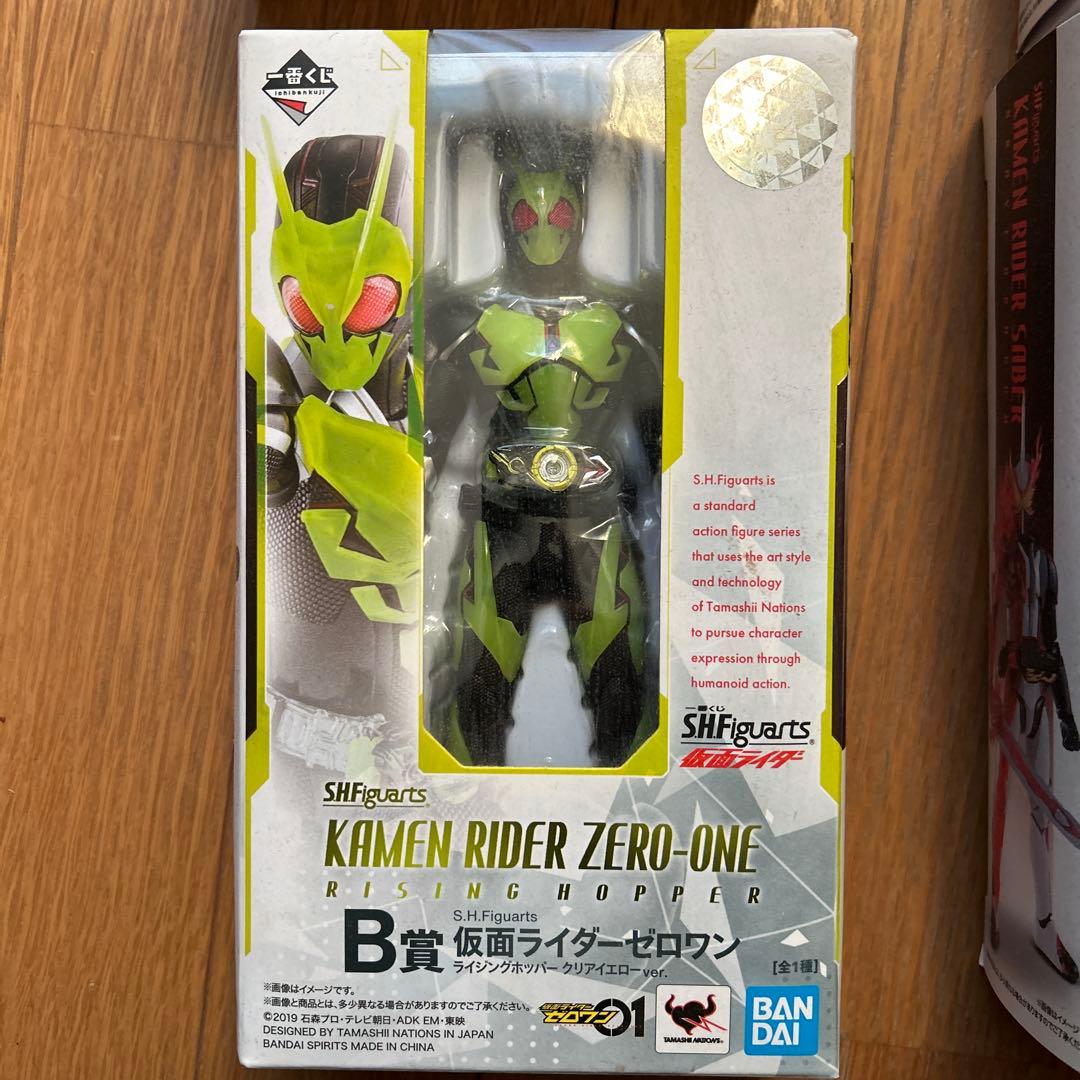 一番くじ
ichibankuji
S.H.Figuarts is
a standard
action figure series
that uses the art style
and technology
of Tamashii Nations
to pursue character
expression through
humanoid action.
一番くじ
S.H.Figuarts®
仮面ライダー
S.H.Figuarts®
KAMEN RIDER ZERO-ONE
RISING HOPPER
B賞
S.H.Figuarts
仮面ライダーゼロワン
ライジングホッパー クリアイエローver.
[全1種]
※画像はイメージです。
※画像と商品とは、多少異なる場合がありますのでご了承ください。
©2019 石森プロ・テレビ朝日・ADK EM・東映
DESIGNED BY TAMASHII NATIONS IN JAPAN
BANDAI SPIRITS MADE IN CHINA
仮面ライダー
ゼロワン 01
TAMASHII NATIONS®
BAN
DAI
S.H.Figuarts
KAMEN RIDER SABER